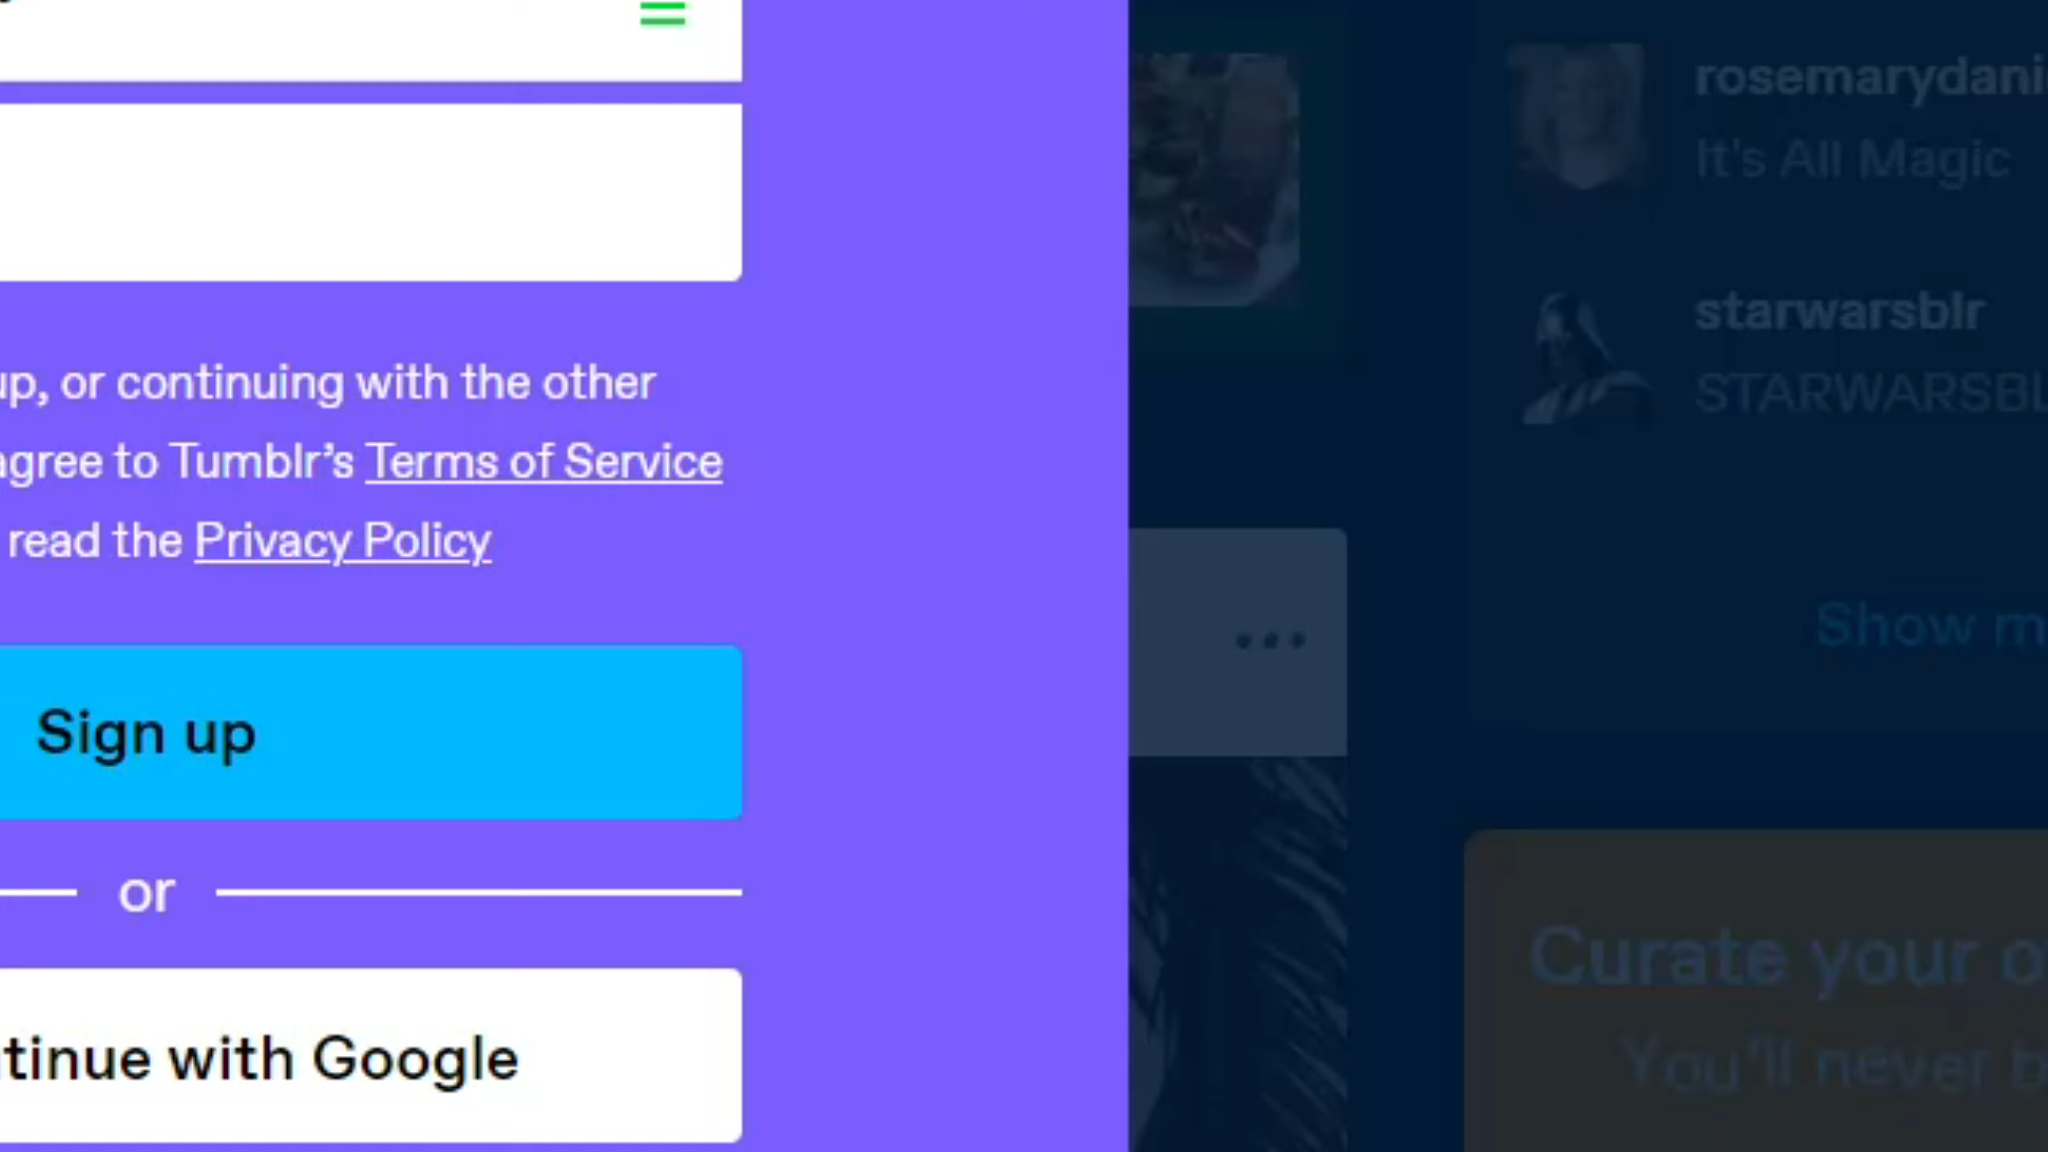 up, or continuing with the other
agree to Tumblr's Terms of Service
read the Privacy Policy
Sign up
or
tinue with Google
rosemarydani
It's All Magic
starwarsblr
STARWARSBL
Show m
Curate your o
You'll never b